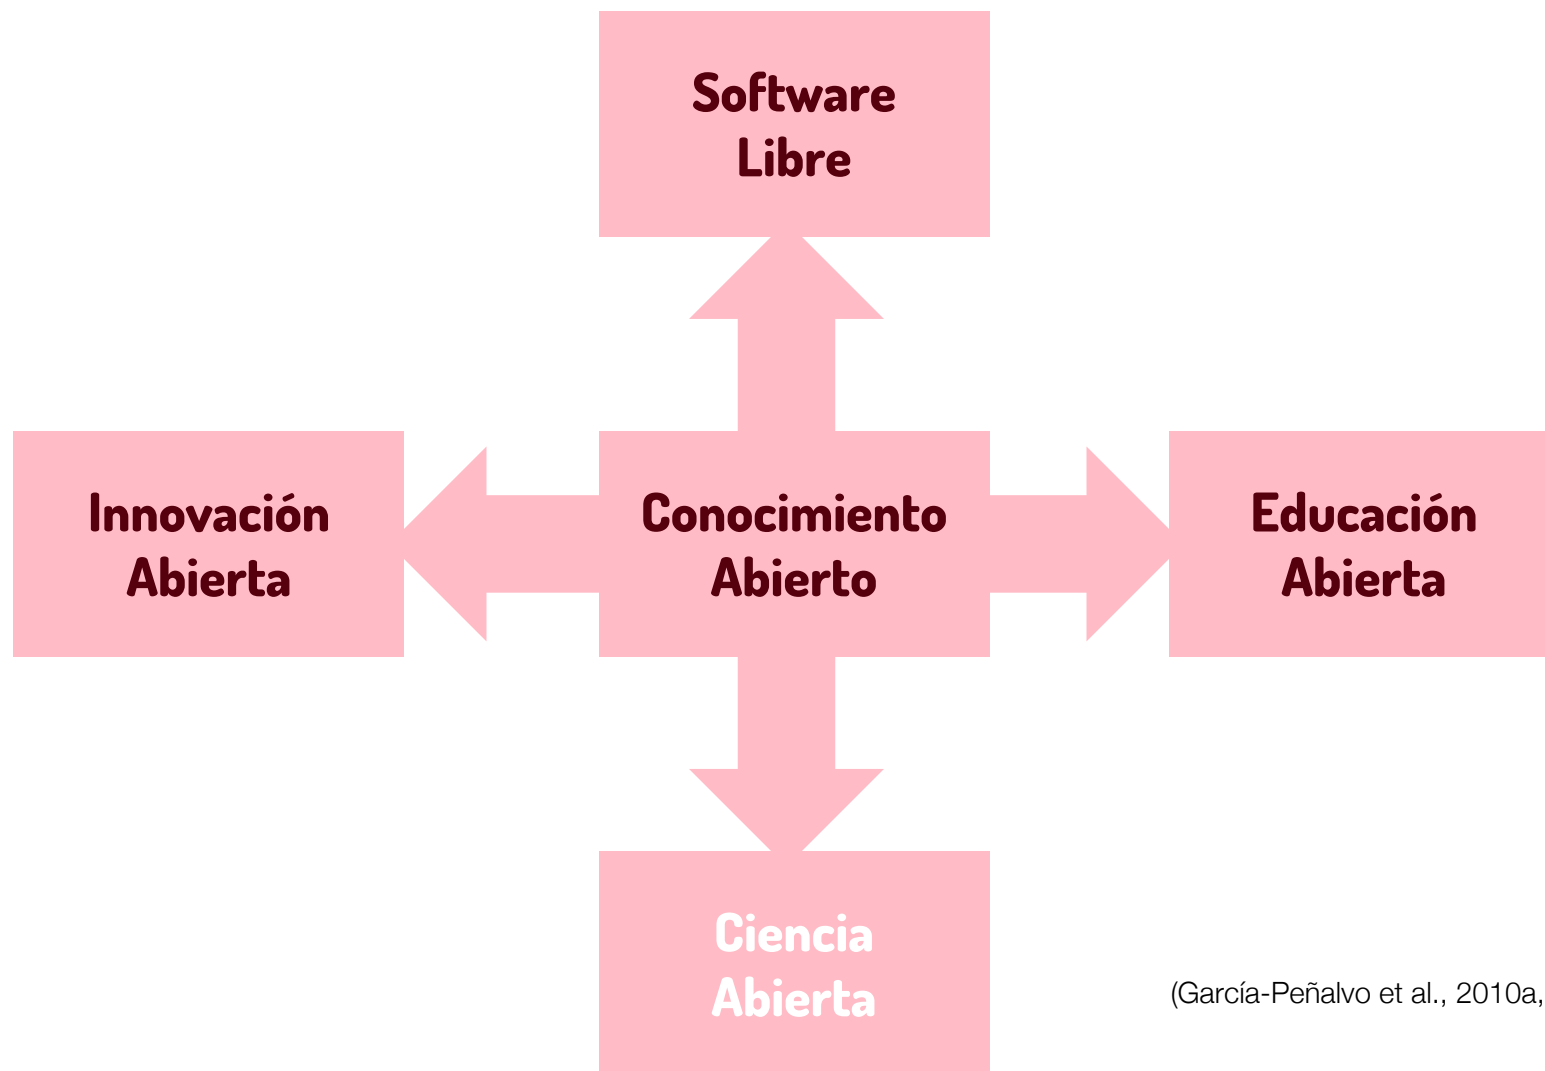 Software
Libre
Innovación
Abierta
Conocimiento
Abierto
Educación
Abierta
Ciencia
Abierta
(García-Peñalvo et al., 2010a,